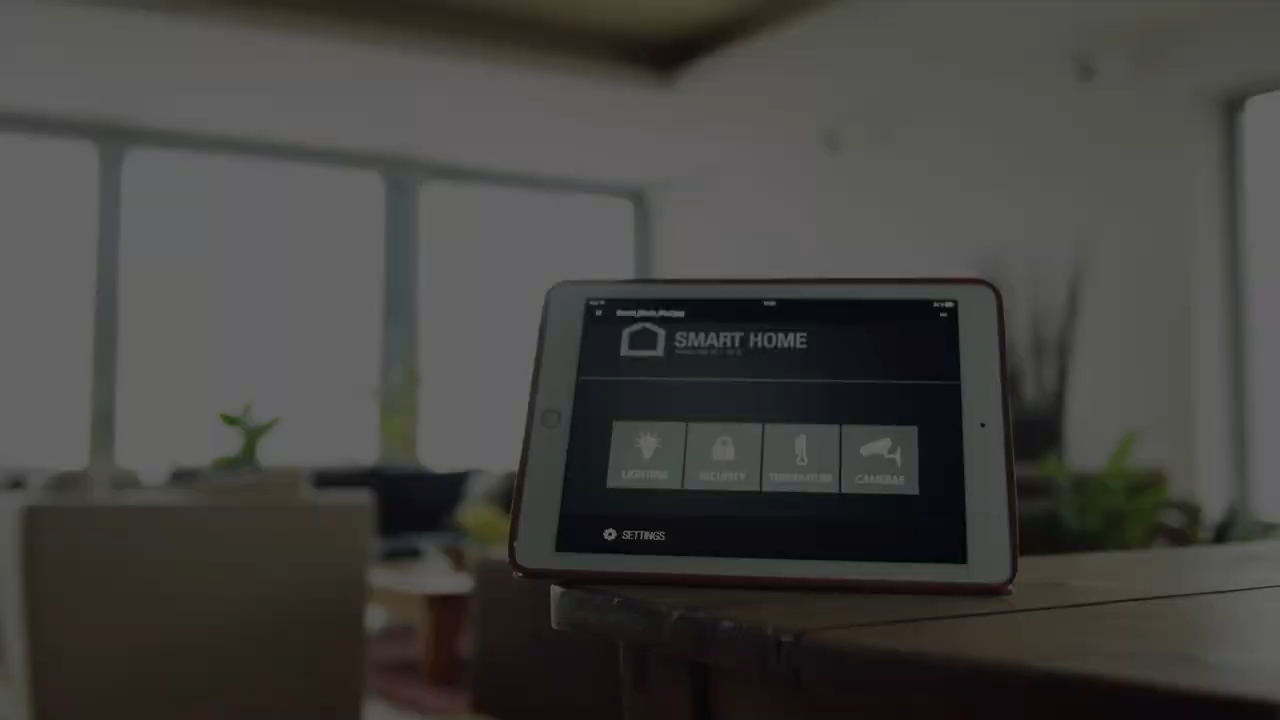 SMART HOME
LIGHTING
SECURITY
TEMPERATURE
CAMERAS
SETTINGS